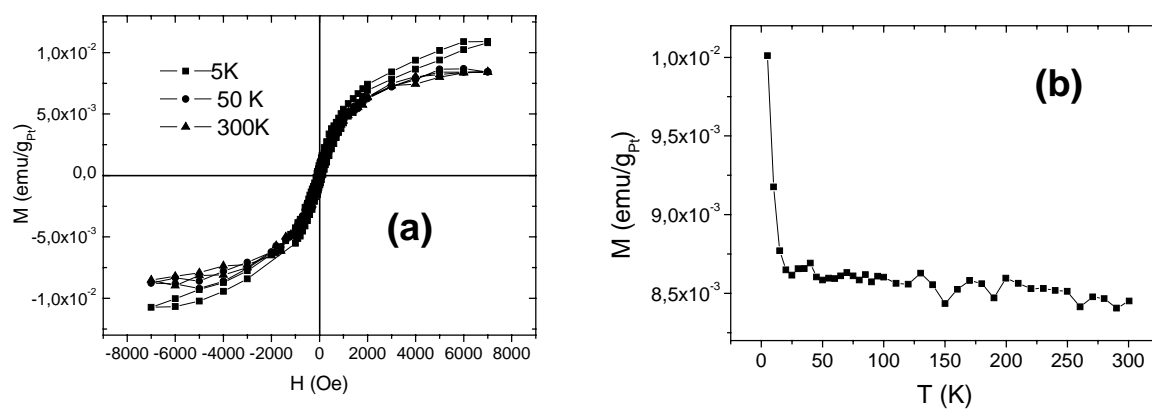 1,0x10⁻²
5,0x10⁻³
0,0
-5,0x10⁻³
-1,0x10⁻²
M (emu/gPt)
5K
50 K
300K
(a)
-8000 -6000 -4000 -2000 0 2000 4000 6000 8000
H (Oe)
1,0x10⁻²
9,5x10⁻³
9,0x10⁻³
8,5x10⁻³
M (emu/gPt)
(b)
0 50 100 150 200 250 300
T (K)